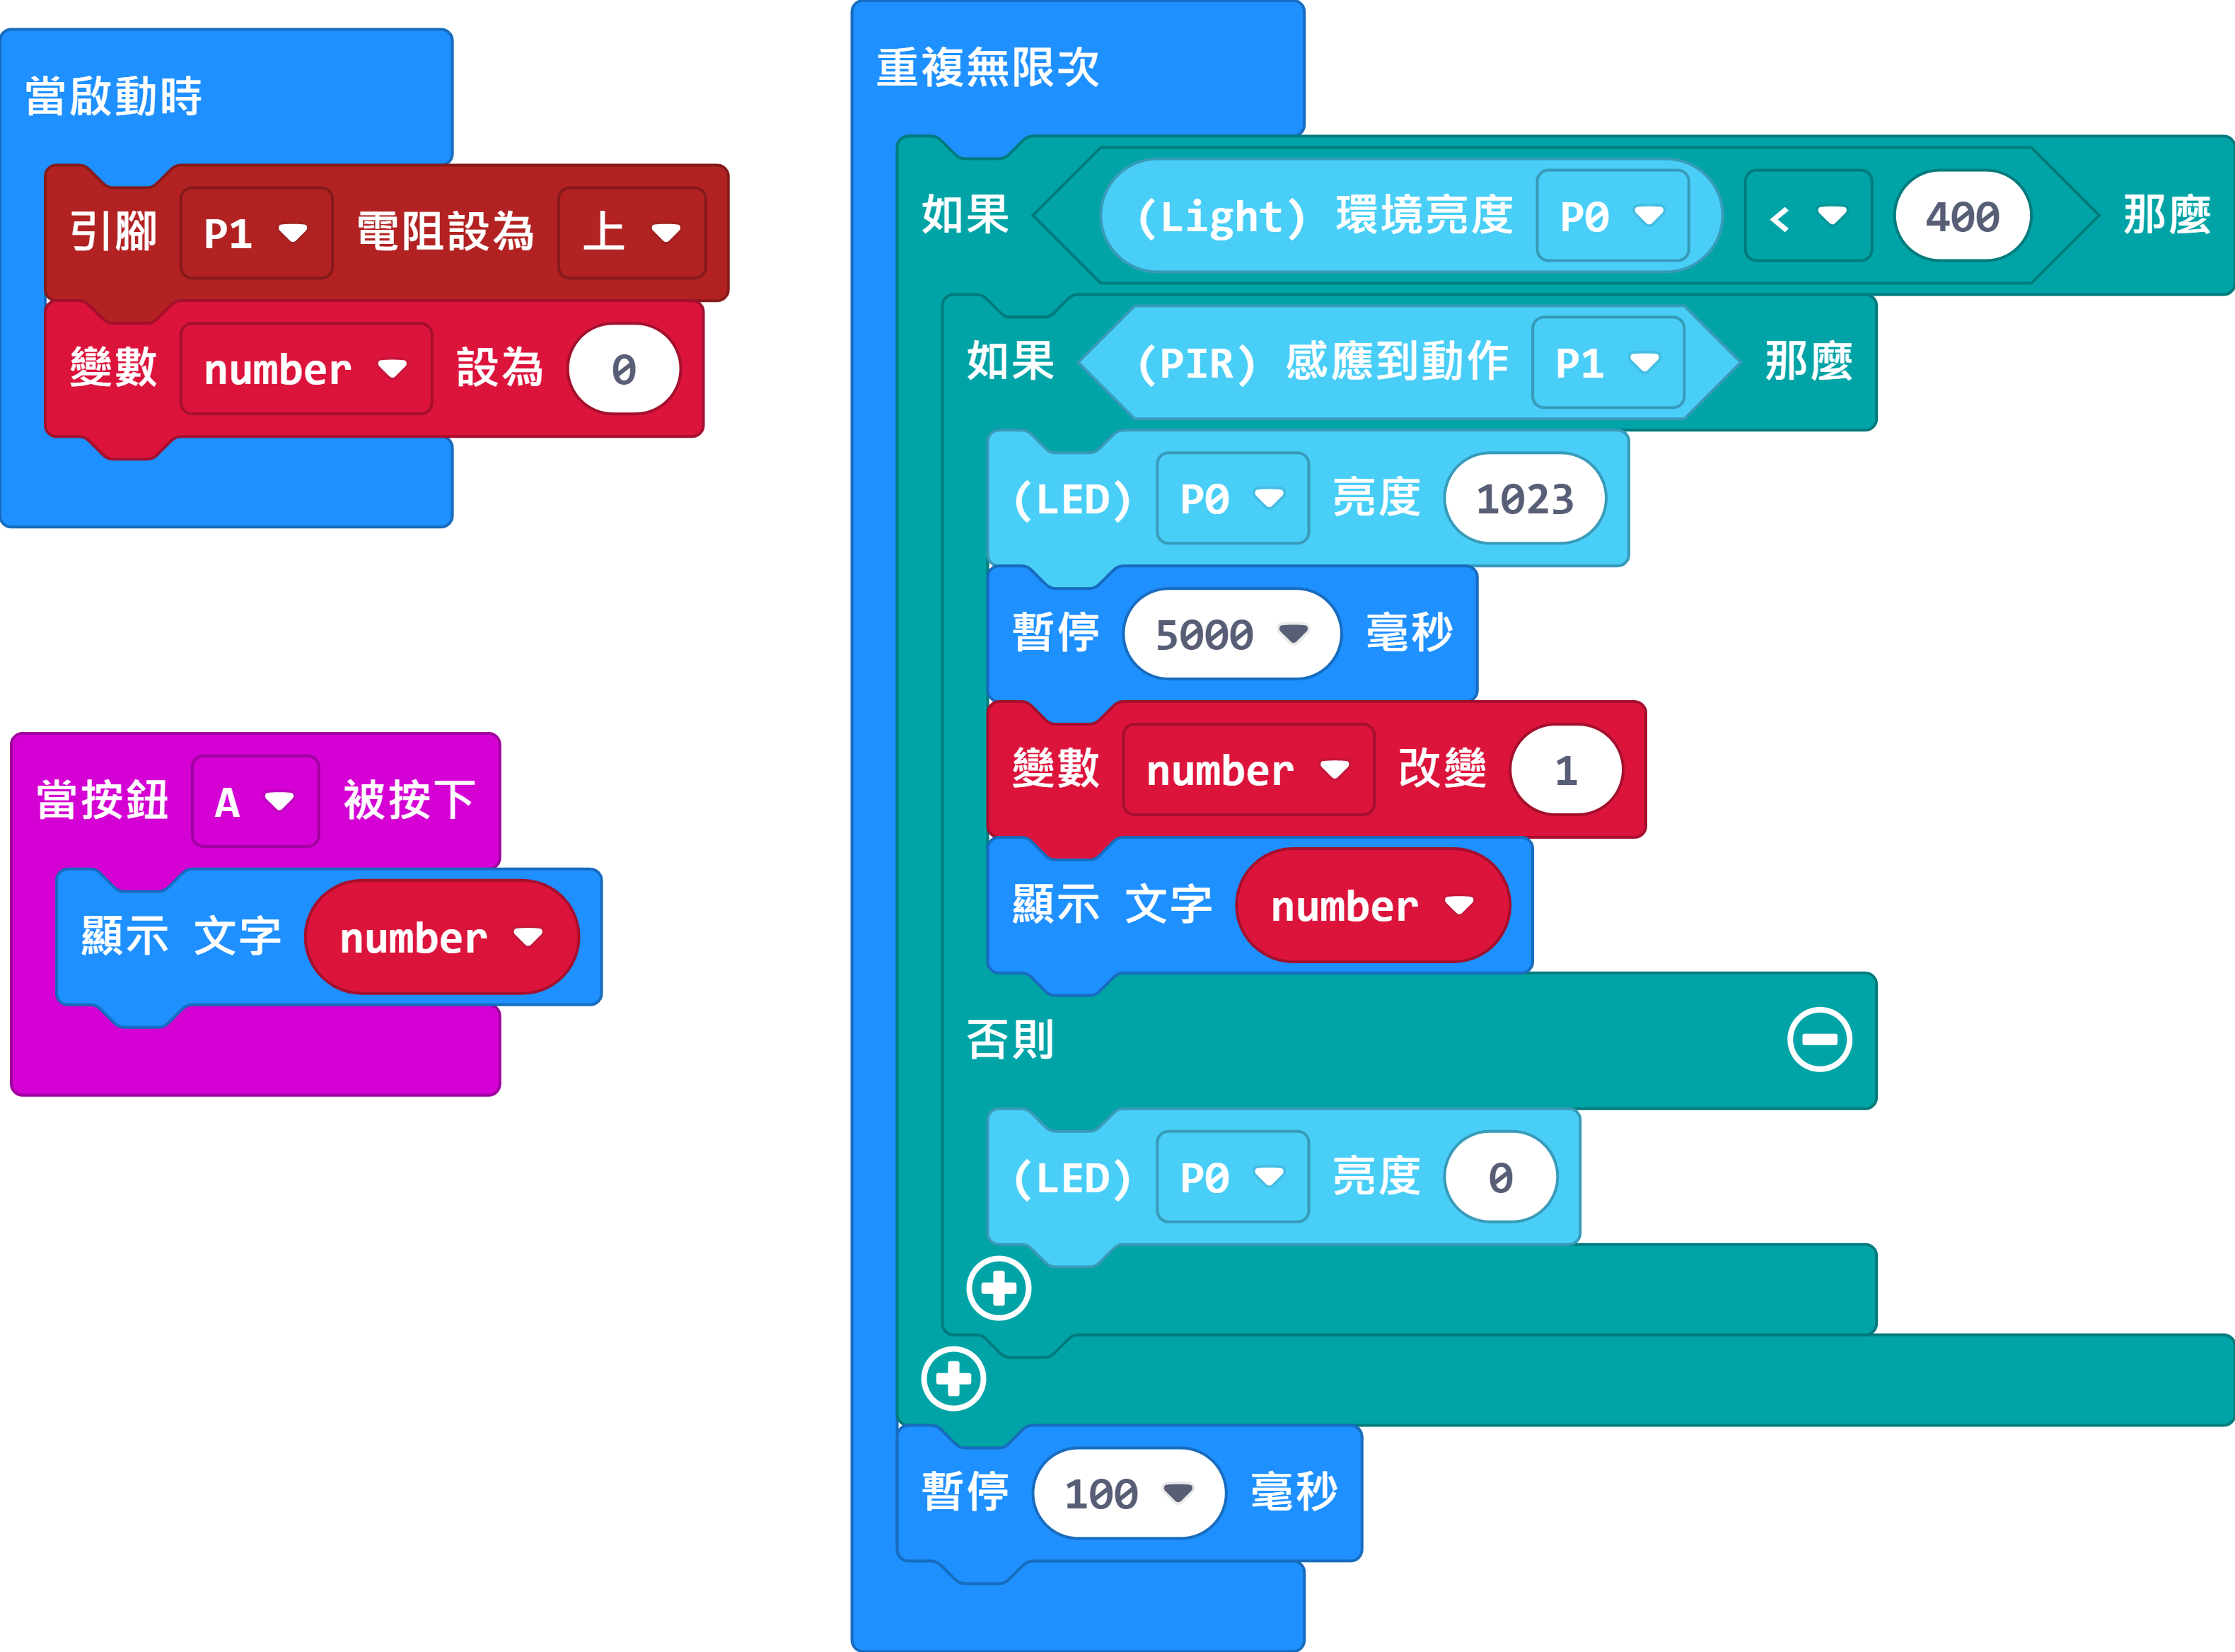 當啟動時
引腳 P1 電阻設為 上
變數 number 設為 0
當按鈕 A 被按下
顯示 文字 number
重複無限次
如果 (Light) 環境亮度 P0 < 400 那麼
如果 (PIR) 感應到動作 P1 那麼
(LED) P0 亮度 1023
暫停 5000 毫秒
變數 number 改變 1
顯示 文字 number
否則
(LED) P0 亮度 0
暫停 100 毫秒